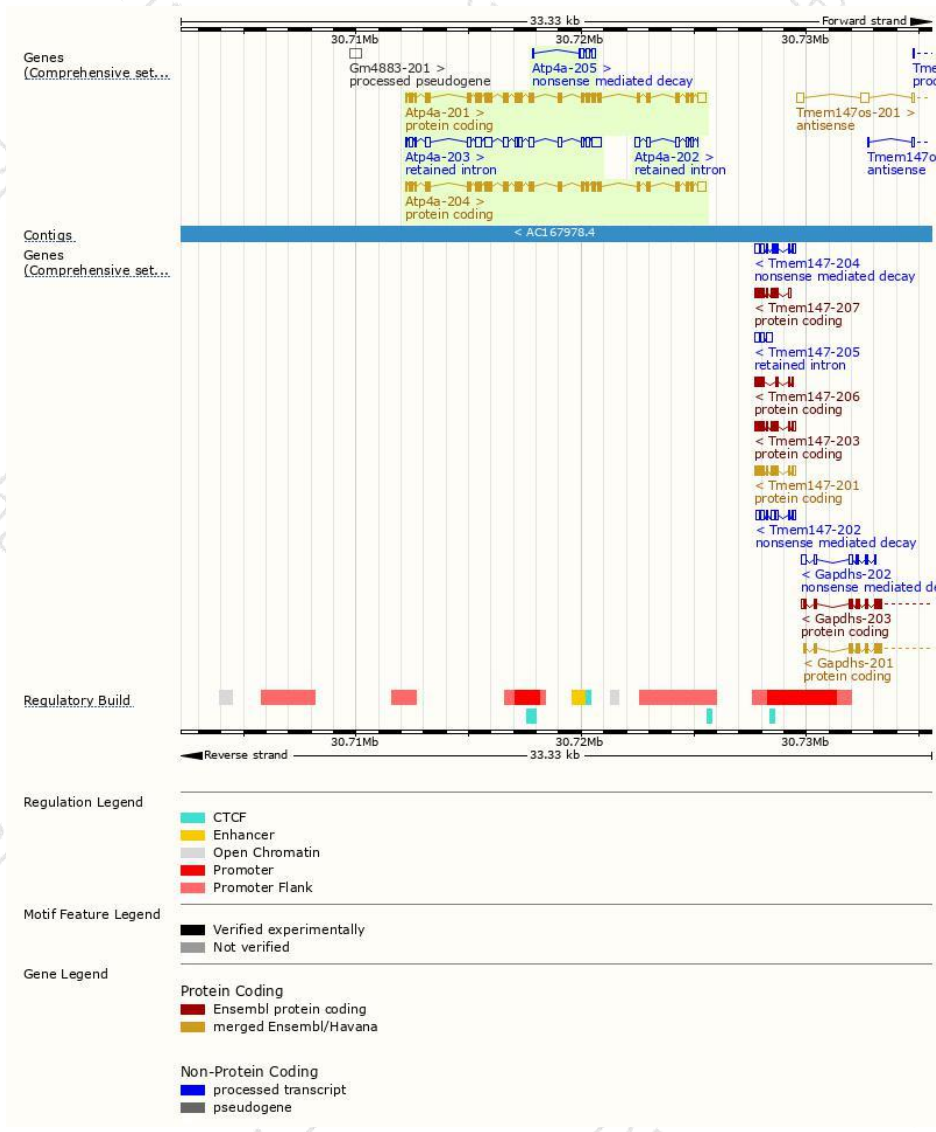 33.33 kb
Forward strand
30.71Mb
30.72Mb
30.73Mb
Genes
(Comprehensive set...
Gm4883-201 >
processed pseudogene
Atp4a-205 >
nonsense mediated decay
Tme
proc
Atp4a-201 >
protein coding
Tmem147os-201 >
antisense
Atp4a-203 >
retained intron
Atp4a-202 >
retained intron
Tmem147o
antisense
Atp4a-204 >
protein coding
Contigs
< AC167978.4
Genes
(Comprehensive set...
< Tmem147-204
nonsense mediated decay
< Tmem147-207
protein coding
< Tmem147-205
retained intron
< Tmem147-206
protein coding
< Tmem147-203
protein coding
< Tmem147-201
protein coding
< Tmem147-202
nonsense mediated decay
< Gapdhs-202
nonsense mediated de
< Gapdhs-203
protein coding
< Gapdhs-201
protein coding
Regulatory Build
30.71Mb
30.72Mb
30.73Mb
Reverse strand
33.33 kb
Regulation Legend
CTCF
Enhancer
Open Chromatin
Promoter
Promoter Flank
Motif Feature Legend
Verified experimentally
Not verified
Gene Legend
Protein Coding
Ensembl protein coding
merged Ensembl/Havana
Non-Protein Coding
processed transcript
pseudogene